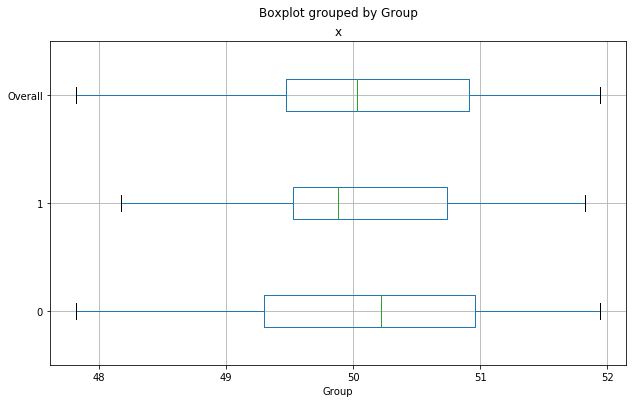 Boxplot grouped by Group
x
Overall
1
0
48 49 50 51 52
Group